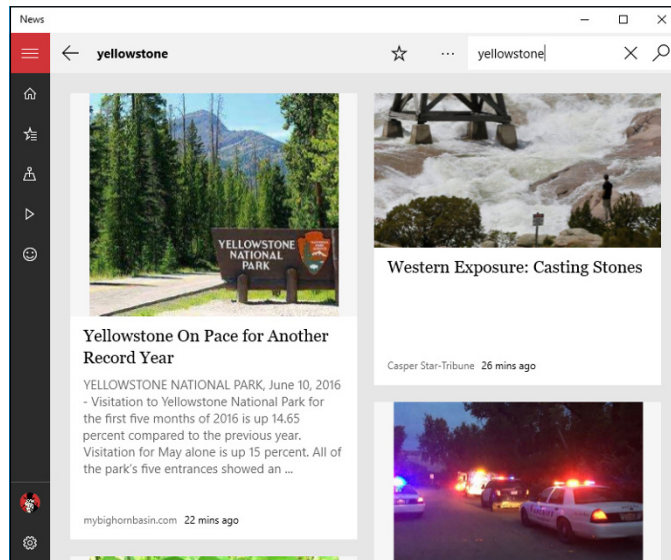 News
yellowstone
yellowstone
YELLOWSTONE
NATIONAL
PARK
Yellowstone On Pace for Another
Record Year
YELLOWSTONE NATIONAL PARK, June 10, 2016
- Visitation to Yellowstone National Park for
the first five months of 2016 is up 14.65
percent compared to the previous year.
Visitation for May alone is up 15 percent. All of
the park's five entrances showed an ...
mybighornbasin.com 22 mins ago
Western Exposure: Casting Stones
Casper Star-Tribune 26 mins ago